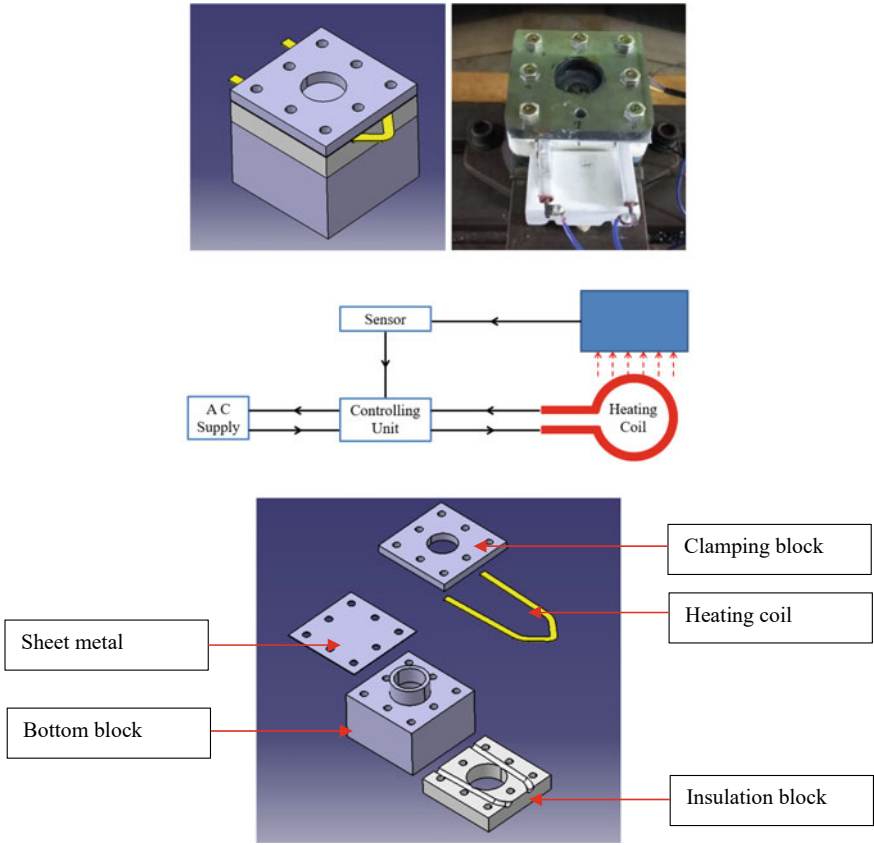 Sensor
A C
Supply
Controlling
Unit
Heating
Coil
Clamping block
Heating coil
Sheet metal
Bottom block
Insulation block